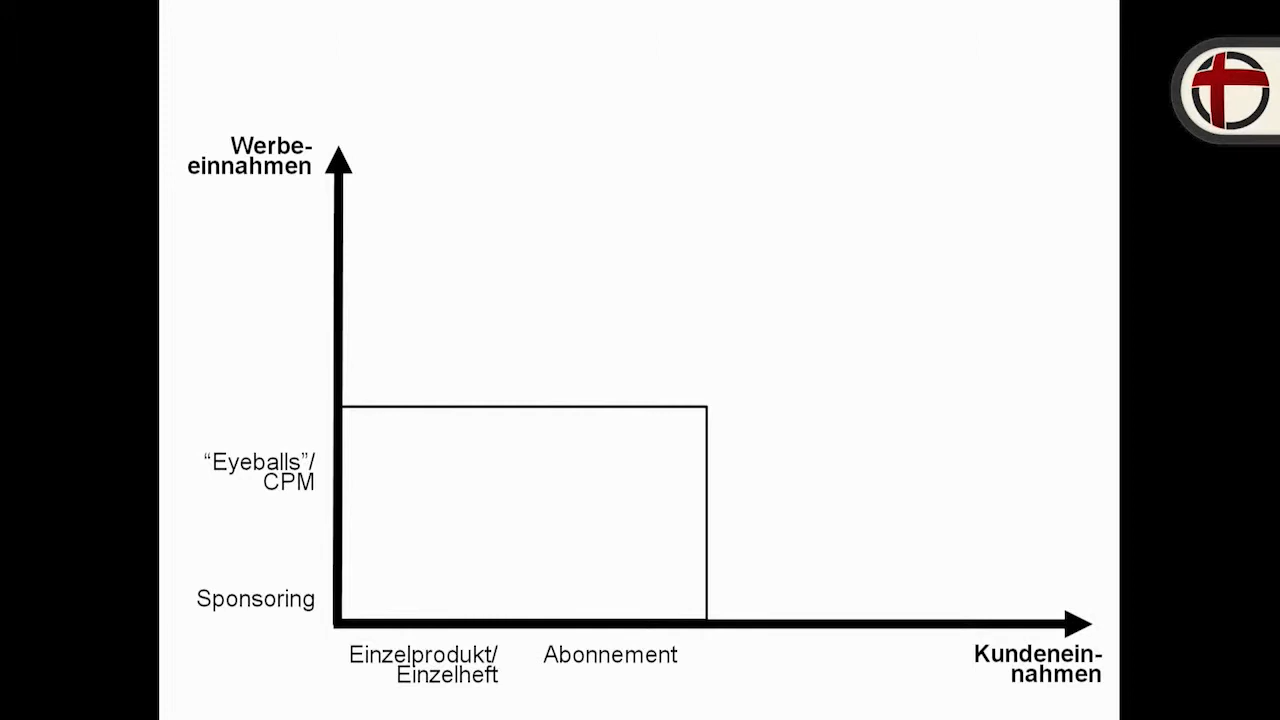 Werbe-
einnahmen
“Eyeballs”/
CPM
Sponsoring
Einzelprodukt/
Einzelheft
Abonnement
Kundenein-
nahmen